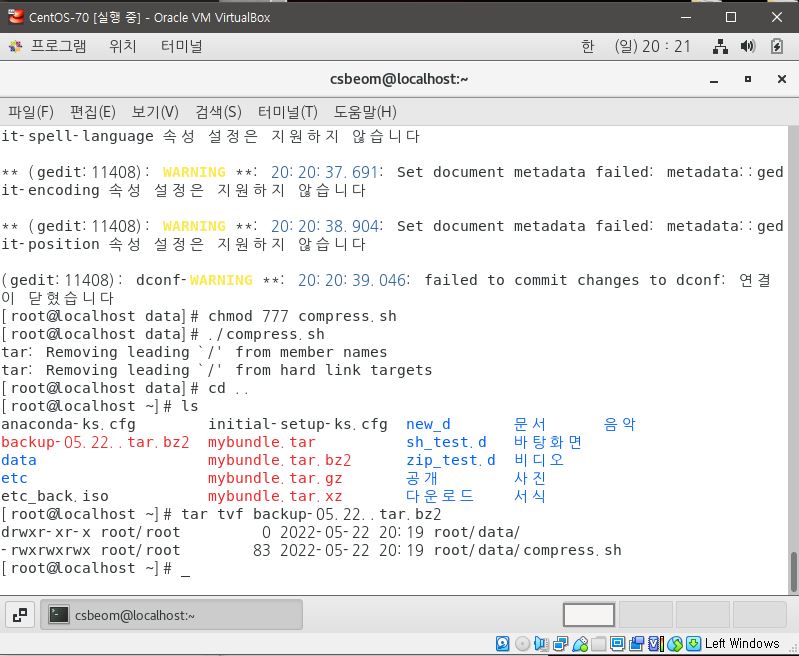 CentOS-70 [실행 중] - Oracle VM VirtualBox
프로그램 위치 터미널 한 (일) 20 : 21
csbeom@localhost:~
파일(F) 편집(E) 보기(V) 검색(S) 터미널(T) 도움말(H)
it-spell-language 속성 설정은 지원하지 않습니다
** (gedit:11408): WARNING **: 20:20:37.691: Set document metadata failed: metadata::ged
it-encoding 속성 설정은 지원하지 않습니다
** (gedit:11408): WARNING **: 20:20:38.904: Set document metadata failed: metadata::ged
it-position 속성 설정은 지원하지 않습니다
(gedit:11408): dconf-WARNING **: 20:20:39.046: failed to commit changes to dconf: 연결
이 닫혔습니다
[root@localhost data]# chmod 777 compress.sh
[root@localhost data]# ./compress.sh
tar: Removing leading `/' from member names
tar: Removing leading `/' from hard link targets
[root@localhost data]# cd ..
[root@localhost ~]# ls
anaconda-ks.cfg initial-setup-ks.cfg new_d 문서 음악
backup-05.22..tar.bz2 mybundle.tar sh_test.d 바탕화면
data mybundle.tar.bz2 zip_test.d 비디오
etc mybundle.tar.gz 공개 사진
etc_back.iso mybundle.tar.xz 다운로드 서식
[root@localhost ~]# tar tvf backup-05.22..tar.bz2
drwxr-xr-x root/root 0 2022-05-22 20:19 root/data/
-rwxrwxrwx root/root 83 2022-05-22 20:19 root/data/compress.sh
[root@localhost ~]# _
csbeom@localhost:~
Left Windows